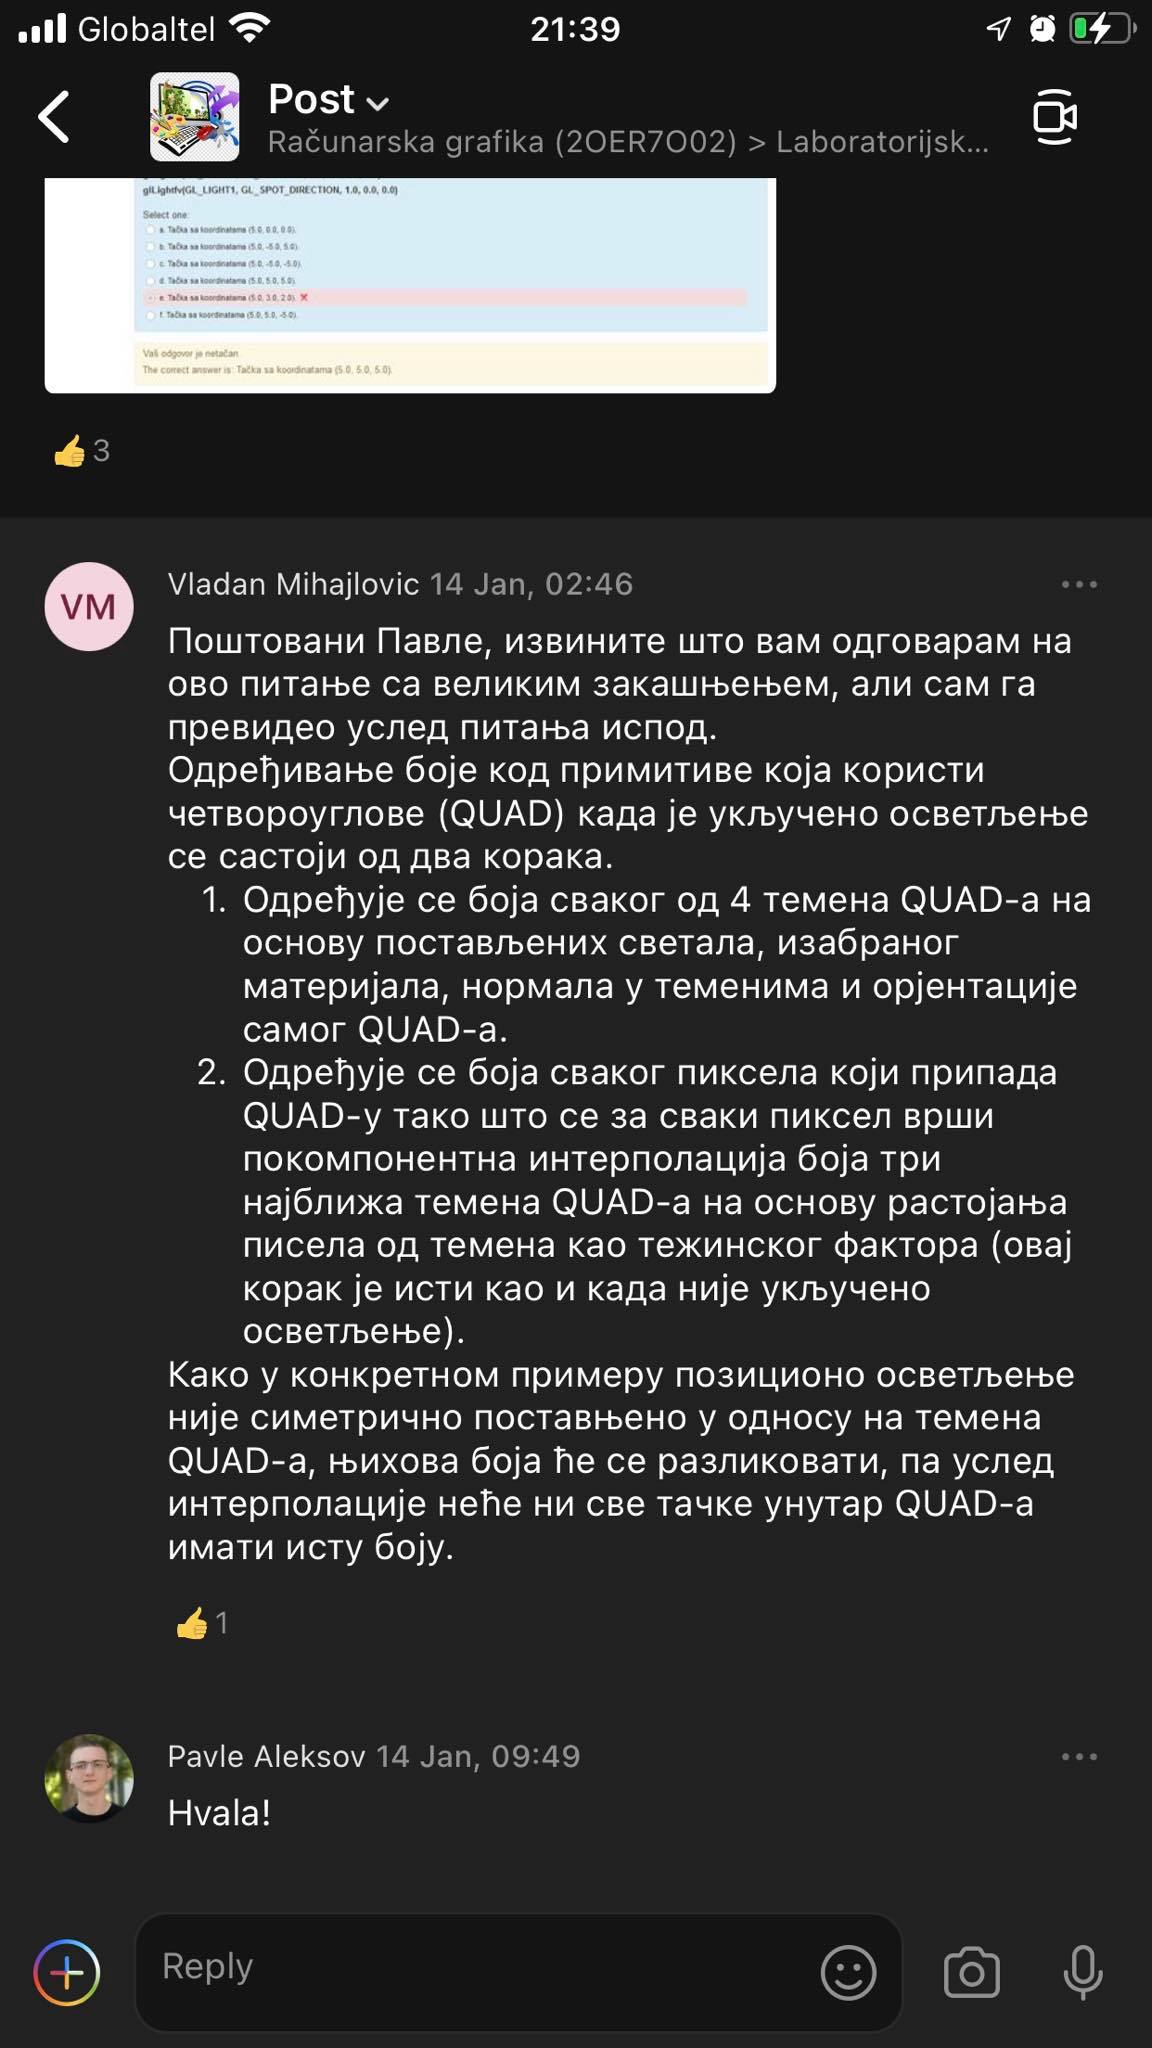 Globaltel
21:39
Post
Računarska grafika (2OER7O02) > Laboratorijsk...
glLightfv(GL_LIGHT1, GL_SPOT_DIRECTION, 1.0, 0.0, 0.0)
Select one:
a. Tačka sa koordinatama (5.0, 0.0, 0.0).
b. Tačka sa koordinatama (5.0, -5.0, 5.0).
c. Tačka sa koordinatama (5.0, -5.0, -5.0).
d. Tačka sa koordinatama (5.0, 5.0, 5.0).
e. Tačka sa koordinatama (5.0, 3.0, 2.0).
f. Tačka sa koordinatama (5.0, 5.0, -5.0).
Vaš odgovor je netačan.
The correct answer is: Tačka sa koordinatama (5.0, 5.0, 5.0).
3
VM
Vladan Mihajlovic 14 Jan, 02:46
Поштовани Павле, извините што вам одговарам на
ово питање са великим закашњењем, али сам га
превидео услед питања испод.
Одређивање боје код примитиве која користи
четвороуглове (QUAD) када је укључено осветљење
се састоји од два корака.
1. Одређује се боја сваког од 4 темена QUAD-а на
основу постављених светала, изабраног
материјала, нормала у теменима и орјентације
самог QUAD-а.
2. Одређује се боја сваког пиксела који припада
QUAD-у тако што се за сваки пиксел врши
покомпонентна интерполација боја три
најближа темена QUAD-а на основу растојања
писела од темена као тежинског фактора (овај
корак је исти као и када није укључено
осветљење).
Како у конкретном примеру позиционо осветљење
није симетрично поставњено у односу на темена
QUAD-а, њихова боја ће се разликовати, па услед
интерполације неће ни све тачке унутар QUAD-а
имати исту боју.
1
Pavle Aleksov 14 Jan, 09:49
Hvala!
Reply